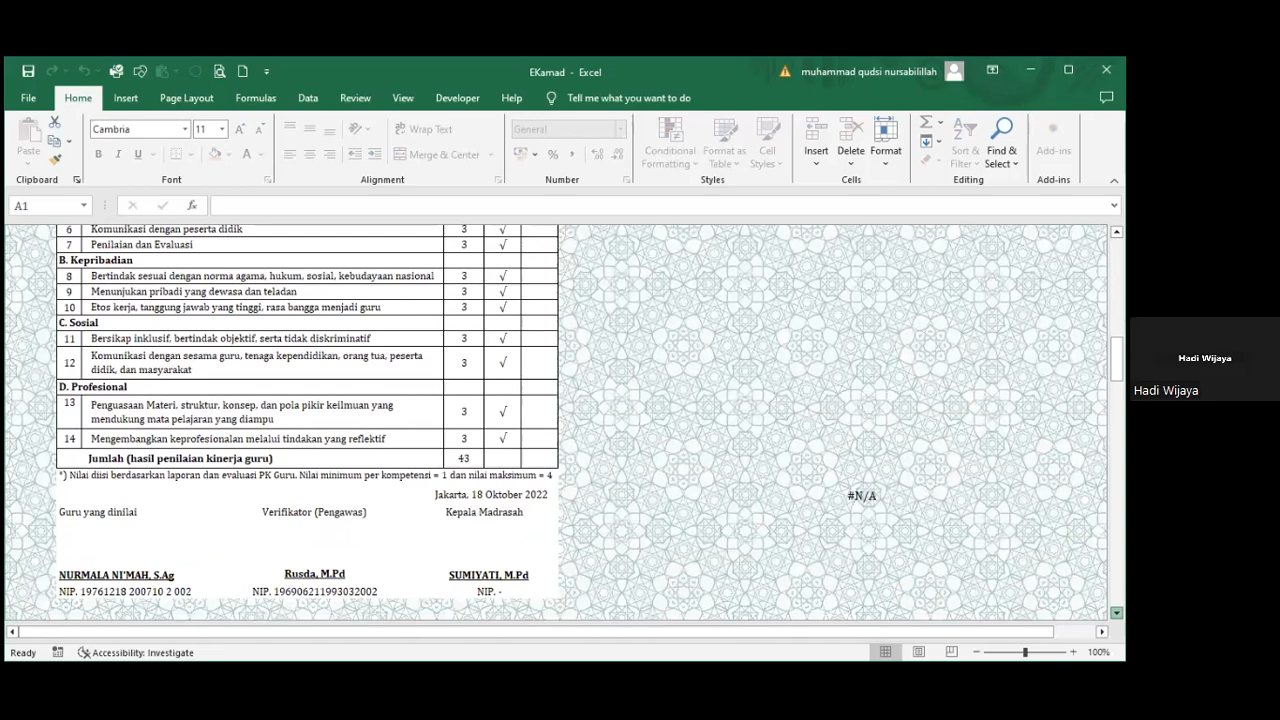 EKamad - Excel
muhammad qudsi nursabilillah
File Home Insert Page Layout Formulas Data Review View Developer Help Tell me what you want to do
Cambria 11 Wrap Text General
Paste Merge & Center Conditional Formatting Format as Table Cell Styles Insert Delete Format Sort & Filter Find & Select Add-ins
Clipboard Font Alignment Number Styles Cells Editing Add-ins
A1 fx
6 Komunikasi dengan peserta didik 3 √
7 Penilaian dan Evaluasi 3 √
B. Kepribadian
8 Bertindak sesuai dengan norma agama, hukum, sosial, kebudayaan nasional 3 √
9 Menunjukan pribadi yang dewasa dan teladan 3 √
10 Etos kerja, tanggung jawab yang tinggi, rasa bangga menjadi guru 3 √
C. Sosial
11 Bersikap inklusif, bertindak objektif, serta tidak diskriminatif 3 √
12 Komunikasi dengan sesama guru, tenaga kependidikan, orang tua, peserta
didik, dan masyarakat 3 √
D. Profesional
13 Penguasaan Materi, struktur, konsep, dan pola pikir keilmuan yang
mendukung mata pelajaran yang diampu 3 √
14 Mengembangkan keprofesionalan melalui tindakan yang reflektif 3 √
Jumlah (hasil penilaian kinerja guru) 43
*) Nilai diisi berdasarkan laporan dan evaluasi PK Guru. Nilai minimum per kompetensi = 1 dan nilai maksimum = 4
Jakarta, 18 Oktober 2022
#N/A
Guru yang dinilai Verifikator (Pengawas) Kepala Madrasah
NURMALA NI'MAH, S.Ag Rusda, M.Pd SUMIYATI, M.Pd
NIP. 19761218 200710 2 002 NIP. 196906211993032002 NIP. -
Ready Accessibility: Investigate 100%
Hadi Wijaya
Hadi Wijaya